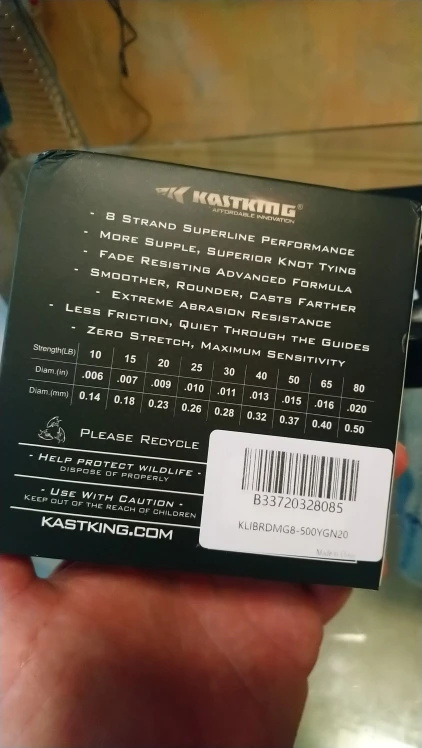 KASTKING®
AFFORDABLE INNOVATION
- 8 STRAND SUPERLINE PERFORMANCE
- MORE SUPPLE, SUPERIOR KNOT TYING
- FADE RESISTING ADVANCED FORMULA
- SMOOTHER, ROUNDER, CASTS FARTHER
- EXTREME ABRASION RESISTANCE
- LESS FRICTION, QUIET THROUGH THE GUIDES
- ZERO STRETCH, MAXIMUM SENSITIVITY
Strength(LB) 10 15 20 25 30 40 50 65 80
Diam.(in) .006 .007 .009 .010 .011 .013 .015 .016 .020
Diam.(mm) 0.14 0.18 0.23 0.26 0.28 0.32 0.37 0.40 0.50
PLEASE RECYCLE
- HELP PROTECT WILDLIFE -
DISPOSE OF PROPERLY
- USE WITH CAUTION -
KEEP OUT OF THE REACH OF CHILDREN
KASTKING.COM
B33720328085
KLIBRDMG8-500YGN20